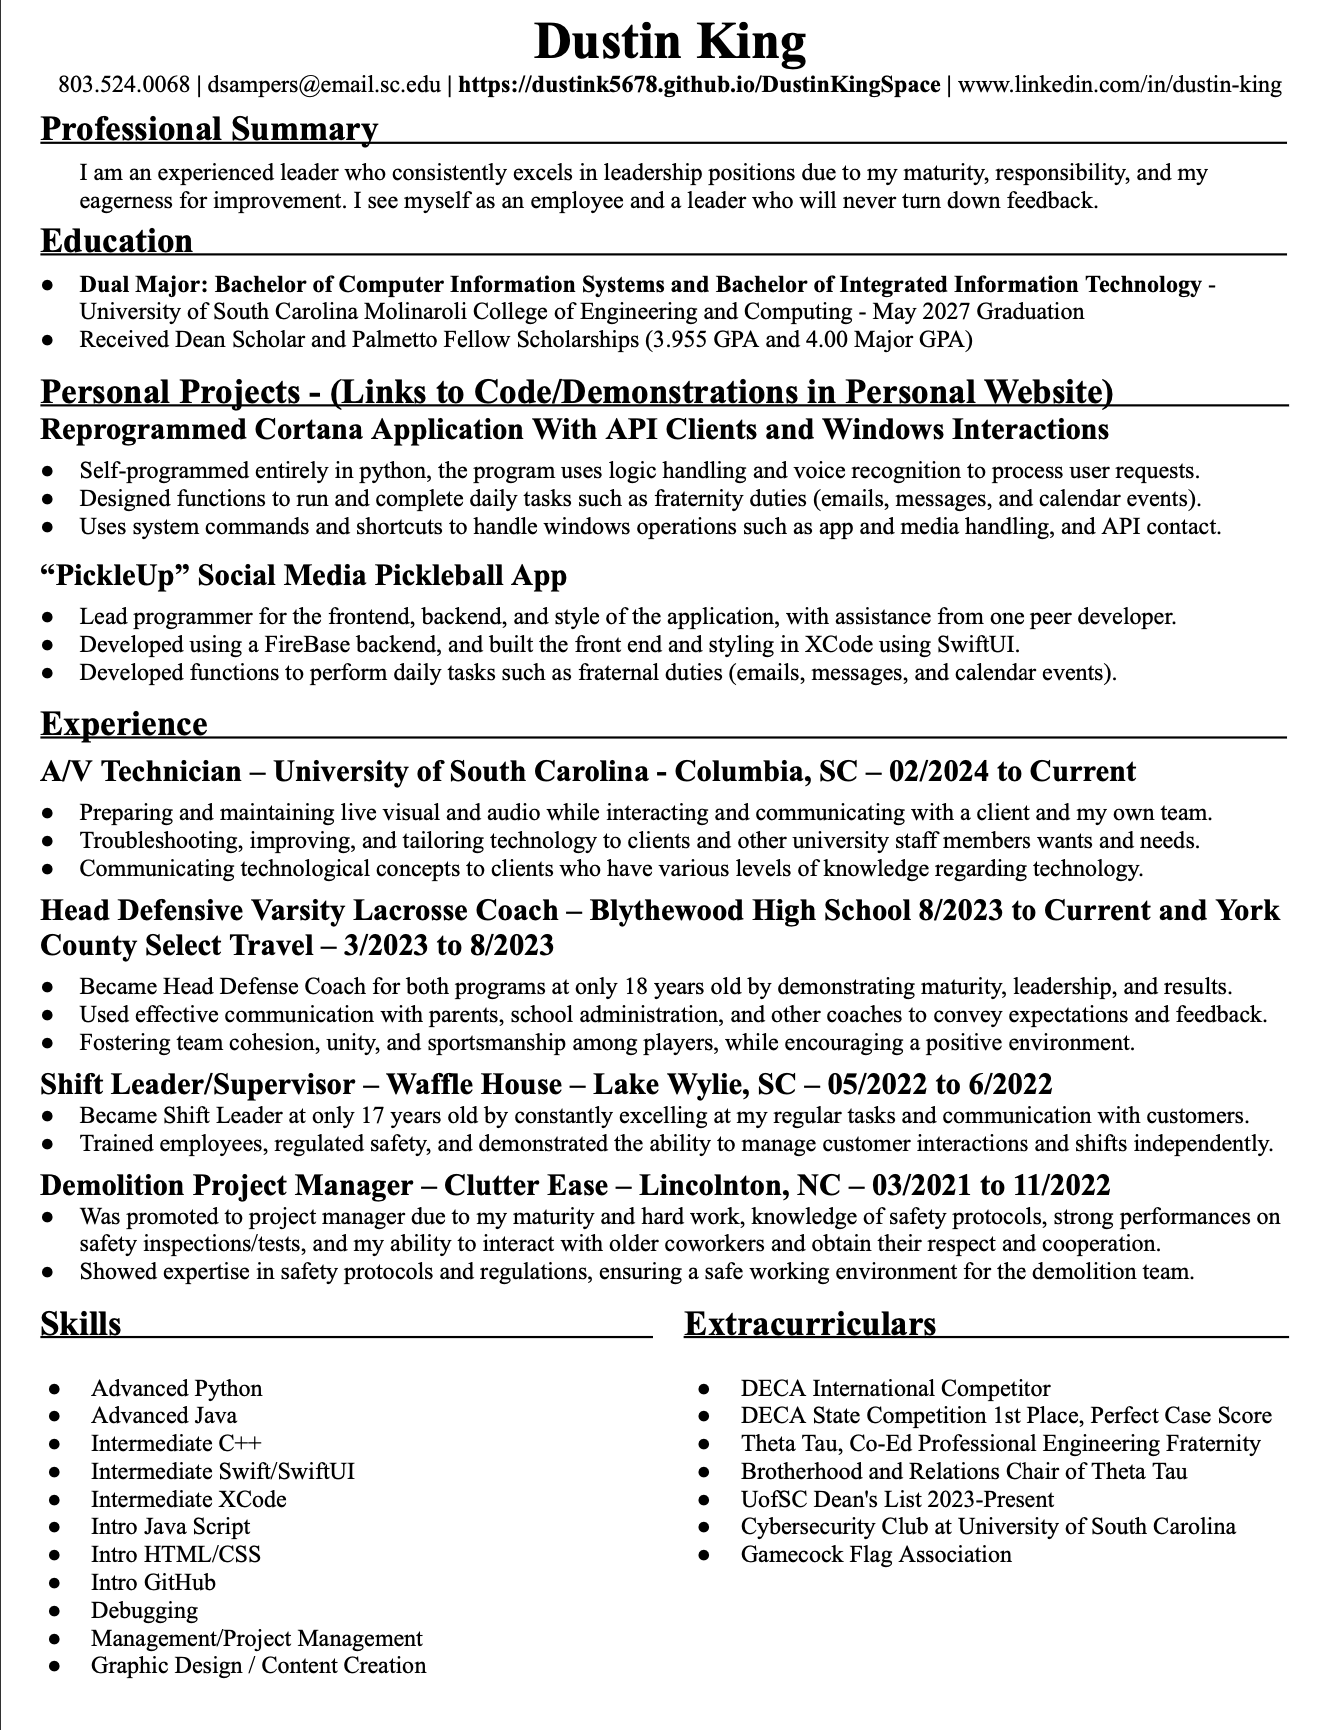 Dustin King
803.524.0068 | dsampers@email.sc.edu | https://dustink5678.github.io/DustinKingSpace | www.linkedin.com/in/dustin-king
Professional Summary
I am an experienced leader who consistently excels in leadership positions due to my maturity, responsibility, and my
eagerness for improvement. I see myself as an employee and a leader who will never turn down feedback.
Education
● Dual Major: Bachelor of Computer Information Systems and Bachelor of Integrated Information Technology -
University of South Carolina Molinaroli College of Engineering and Computing - May 2027 Graduation
● Received Dean Scholar and Palmetto Fellow Scholarships (3.955 GPA and 4.00 Major GPA)
Personal Projects - (Links to Code/Demonstrations in Personal Website)
Reprogrammed Cortana Application With API Clients and Windows Interactions
● Self-programmed entirely in python, the program uses logic handling and voice recognition to process user requests.
● Designed functions to run and complete daily tasks such as fraternity duties (emails, messages, and calendar events).
● Uses system commands and shortcuts to handle windows operations such as app and media handling, and API contact.
“PickleUp” Social Media Pickleball App
● Lead programmer for the frontend, backend, and style of the application, with assistance from one peer developer.
● Developed using a FireBase backend, and built the front end and styling in XCode using SwiftUI.
● Developed functions to perform daily tasks such as fraternal duties (emails, messages, and calendar events).
Experience
A/V Technician – University of South Carolina - Columbia, SC – 02/2024 to Current
● Preparing and maintaining live visual and audio while interacting and communicating with a client and my own team.
● Troubleshooting, improving, and tailoring technology to clients and other university staff members wants and needs.
● Communicating technological concepts to clients who have various levels of knowledge regarding technology.
Head Defensive Varsity Lacrosse Coach – Blythewood High School 8/2023 to Current and York
County Select Travel – 3/2023 to 8/2023
● Became Head Defense Coach for both programs at only 18 years old by demonstrating maturity, leadership, and results.
● Used effective communication with parents, school administration, and other coaches to convey expectations and feedback.
● Fostering team cohesion, unity, and sportsmanship among players, while encouraging a positive environment.
Shift Leader/Supervisor – Waffle House – Lake Wylie, SC – 05/2022 to 6/2022
● Became Shift Leader at only 17 years old by constantly excelling at my regular tasks and communication with customers.
● Trained employees, regulated safety, and demonstrated the ability to manage customer interactions and shifts independently.
Demolition Project Manager – Clutter Ease – Lincolnton, NC – 03/2021 to 11/2022
● Was promoted to project manager due to my maturity and hard work, knowledge of safety protocols, strong performances on
safety inspections/tests, and my ability to interact with older coworkers and obtain their respect and cooperation.
● Showed expertise in safety protocols and regulations, ensuring a safe working environment for the demolition team.
Skills
● Advanced Python
● Advanced Java
● Intermediate C++
● Intermediate Swift/SwiftUI
● Intermediate XCode
● Intro Java Script
● Intro HTML/CSS
● Intro GitHub
● Debugging
● Management/Project Management
● Graphic Design / Content Creation
Extracurriculars
● DECA International Competitor
● DECA State Competition 1st Place, Perfect Case Score
● Theta Tau, Co-Ed Professional Engineering Fraternity
● Brotherhood and Relations Chair of Theta Tau
● UofSC Dean's List 2023-Present
● Cybersecurity Club at University of South Carolina
● Gamecock Flag Association